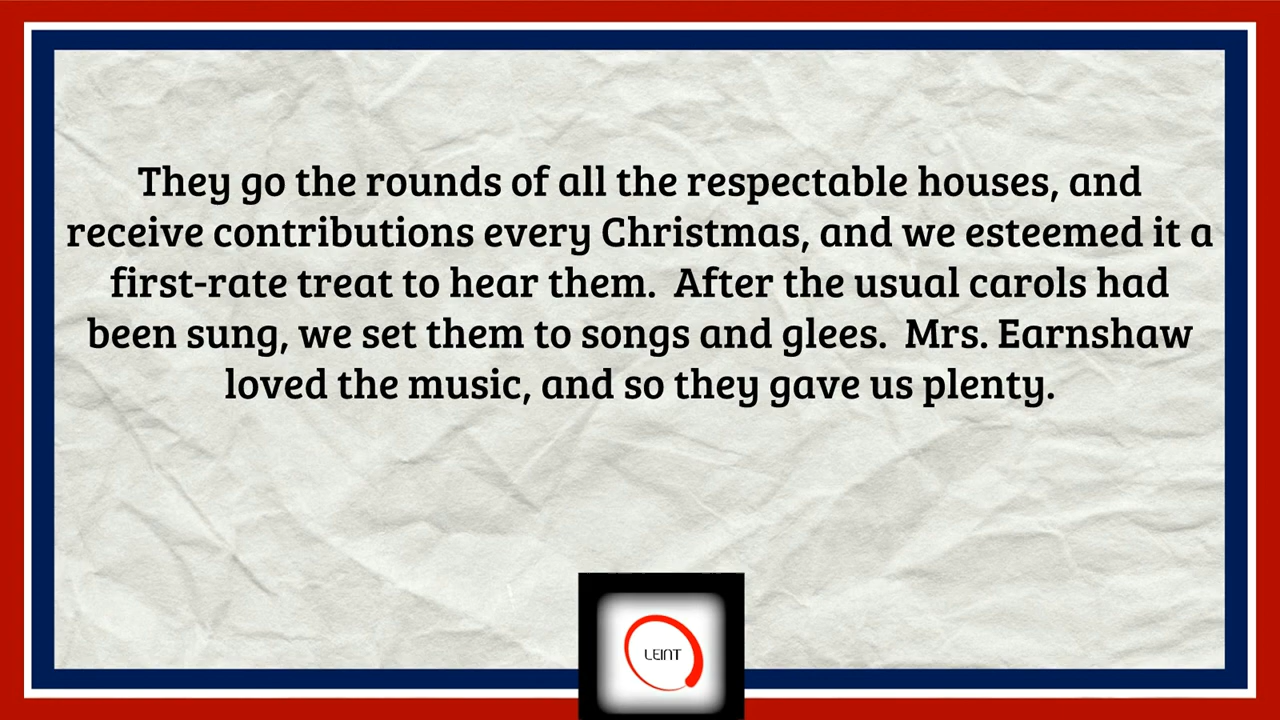 They go the rounds of all the respectable houses, and
receive contributions every Christmas, and we esteemed it a
first-rate treat to hear them.  After the usual carols had
been sung, we set them to songs and glees.  Mrs. Earnshaw
loved the music, and so they gave us plenty.
LEINT